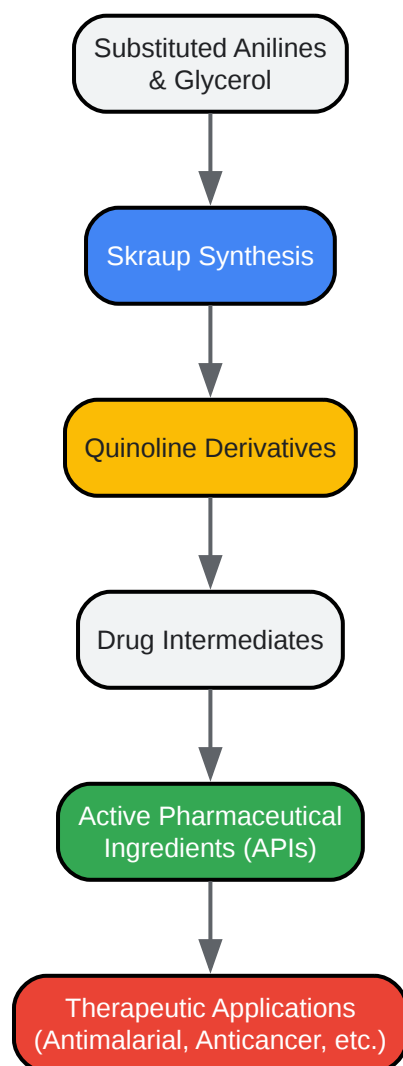 Substituted Anilines
& Glycerol
Skraup Synthesis
Quinoline Derivatives
Drug Intermediates
Active Pharmaceutical
Ingredients (APIs)
Therapeutic Applications
(Antimalarial, Anticancer, etc.)